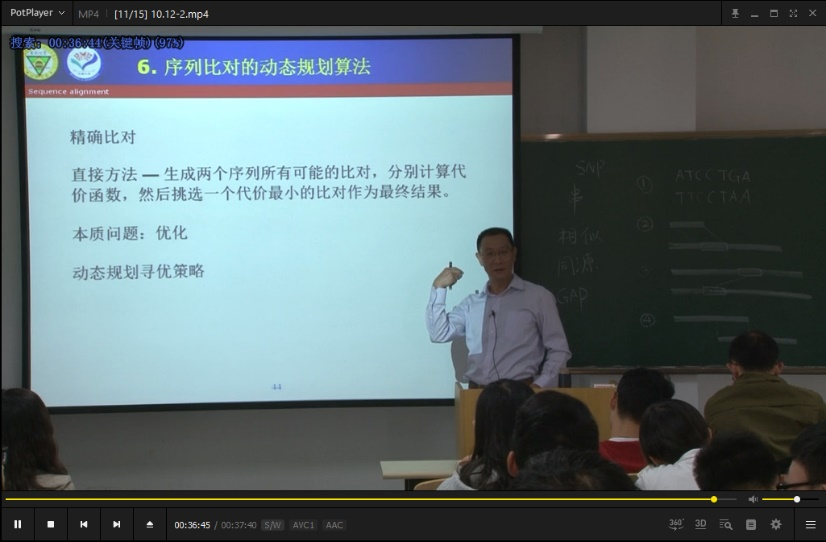 PotPlayer MP4 [11/15] 10.12-2.mp4
搜索: 00:36:44(关键帧)(97%)
6. 序列比对的动态规划算法
Sequence alignment
精确比对
直接方法 — 生成两个序列所有可能的比对，分别计算代
价函数，然后挑选一个代价最小的比对作为最终结果。
本质问题：优化
动态规划寻优策略
44
SNP
串
相似
同源
GAP
①
ATCCTGA
TTCCTAA
②
④
00:36:45 / 00:37:40 S/W AVC1 AAC
360° 3D